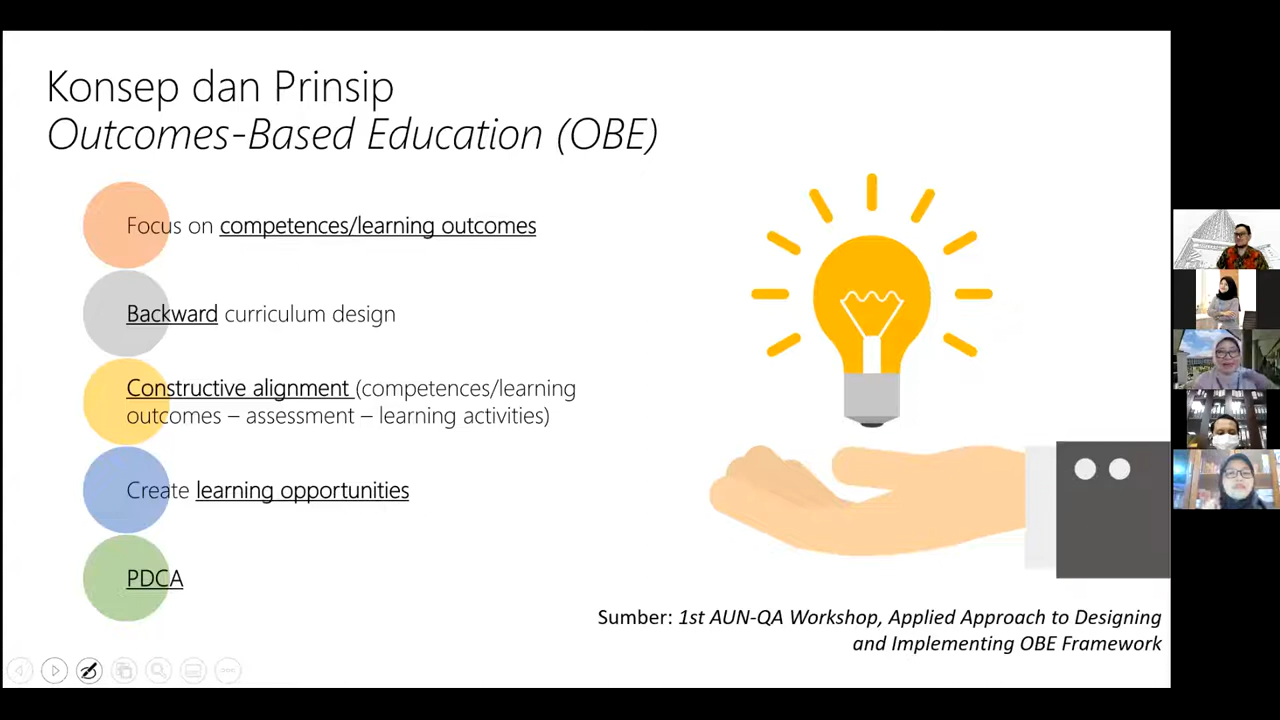 Konsep dan Prinsip
Outcomes-Based Education (OBE)
Focus on competences/learning outcomes
Backward curriculum design
Constructive alignment (competences/learning
outcomes – assessment – learning activities)
Create learning opportunities
PDCA
Sumber: 1st AUN-QA Workshop, Applied Approach to Designing
and Implementing OBE Framework